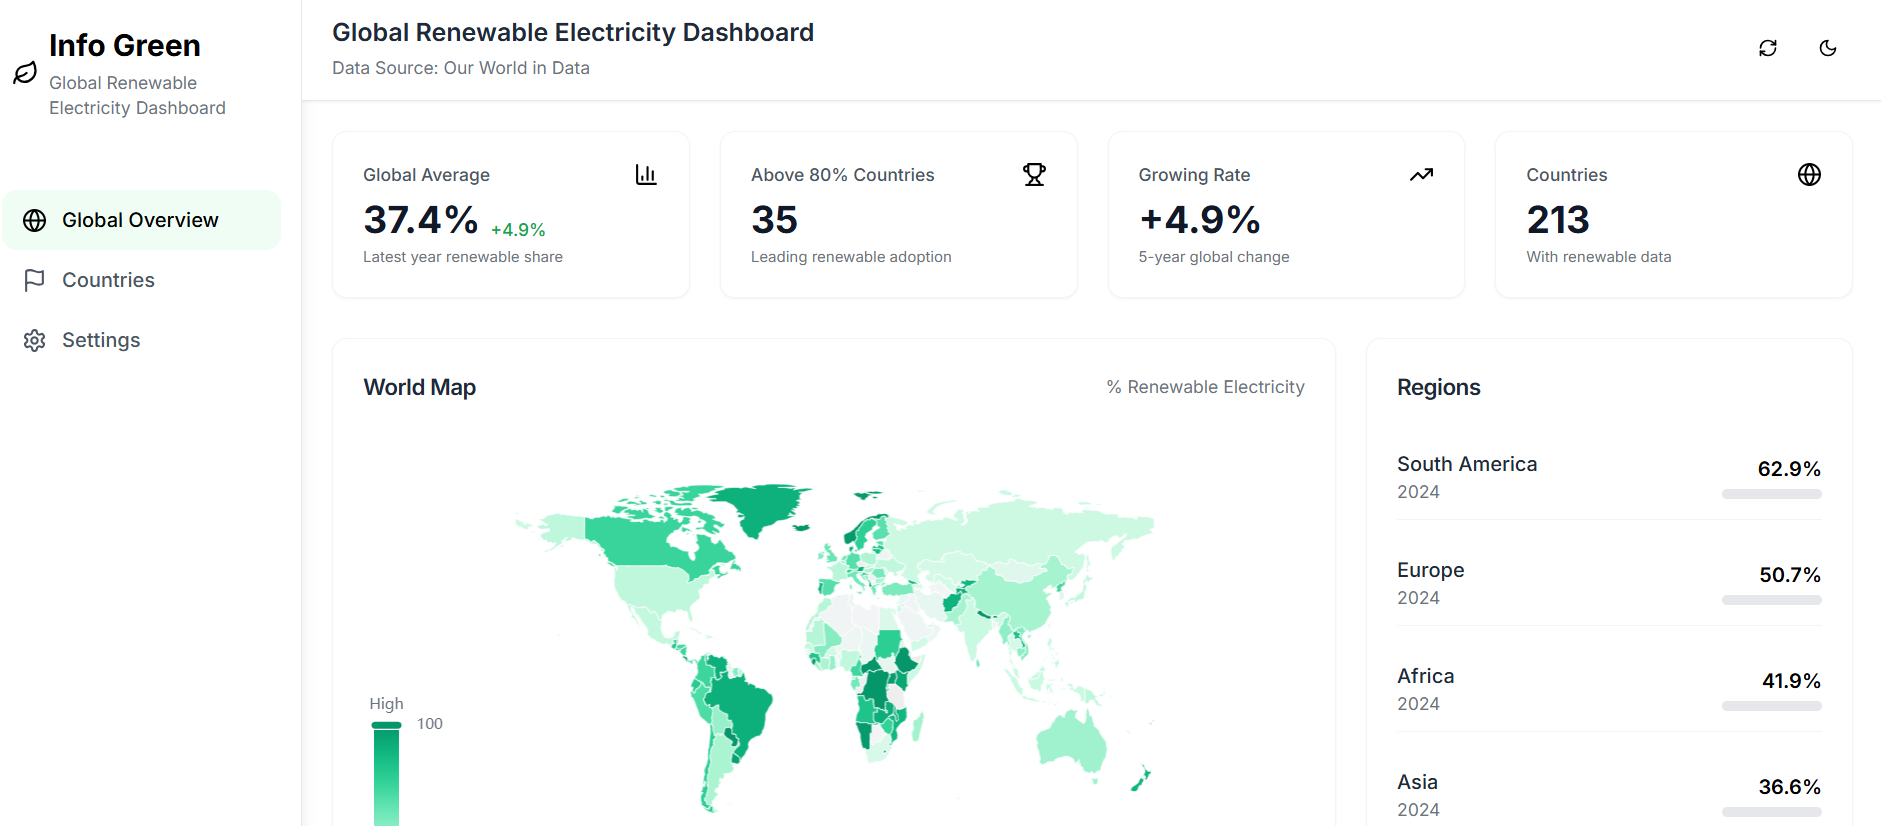 Info Green
Global Renewable
Electricity Dashboard
Global Overview
Countries
Settings
Global Renewable Electricity Dashboard
Data Source: Our World in Data
Global Average
37.4% +4.9%
Latest year renewable share
Above 80% Countries
35
Leading renewable adoption
Growing Rate
+4.9%
5-year global change
Countries
213
With renewable data
World Map
% Renewable Electricity
High
100
Regions
South America
62.9%
2024
Europe
50.7%
2024
Africa
41.9%
2024
Asia
36.6%
2024